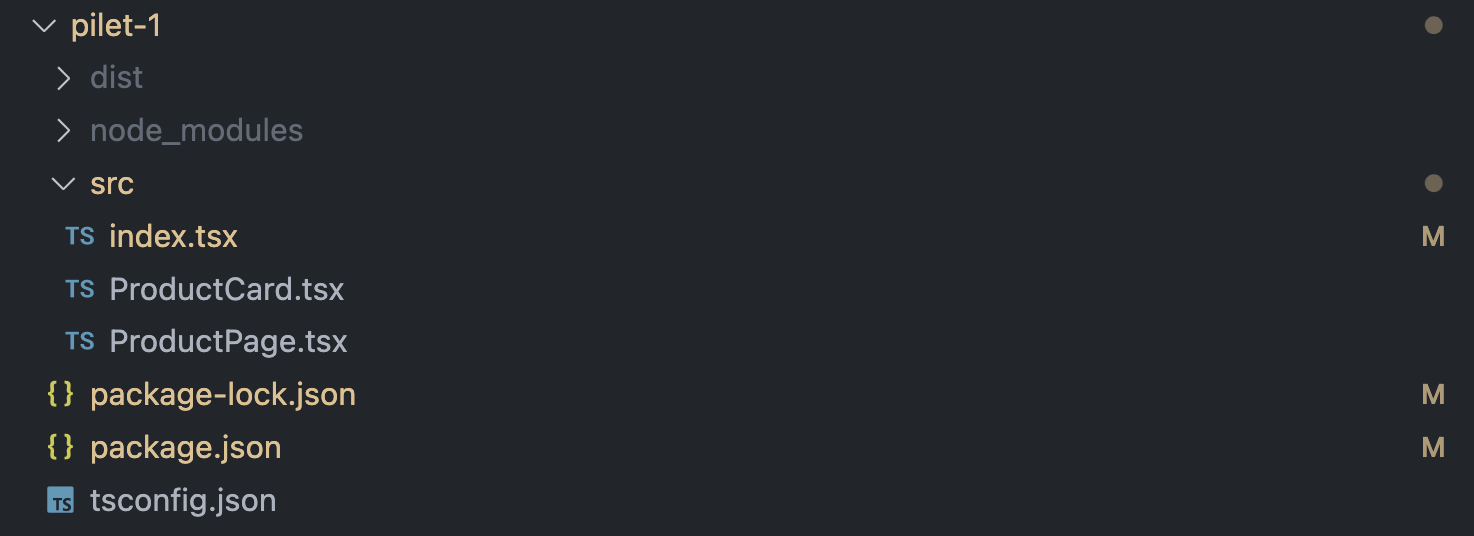 pilet-1
dist
node_modules
src
TS index.tsx M
TS ProductCard.tsx
TS ProductPage.tsx
{} package-lock.json M
{} package.json M
TS tsconfig.json